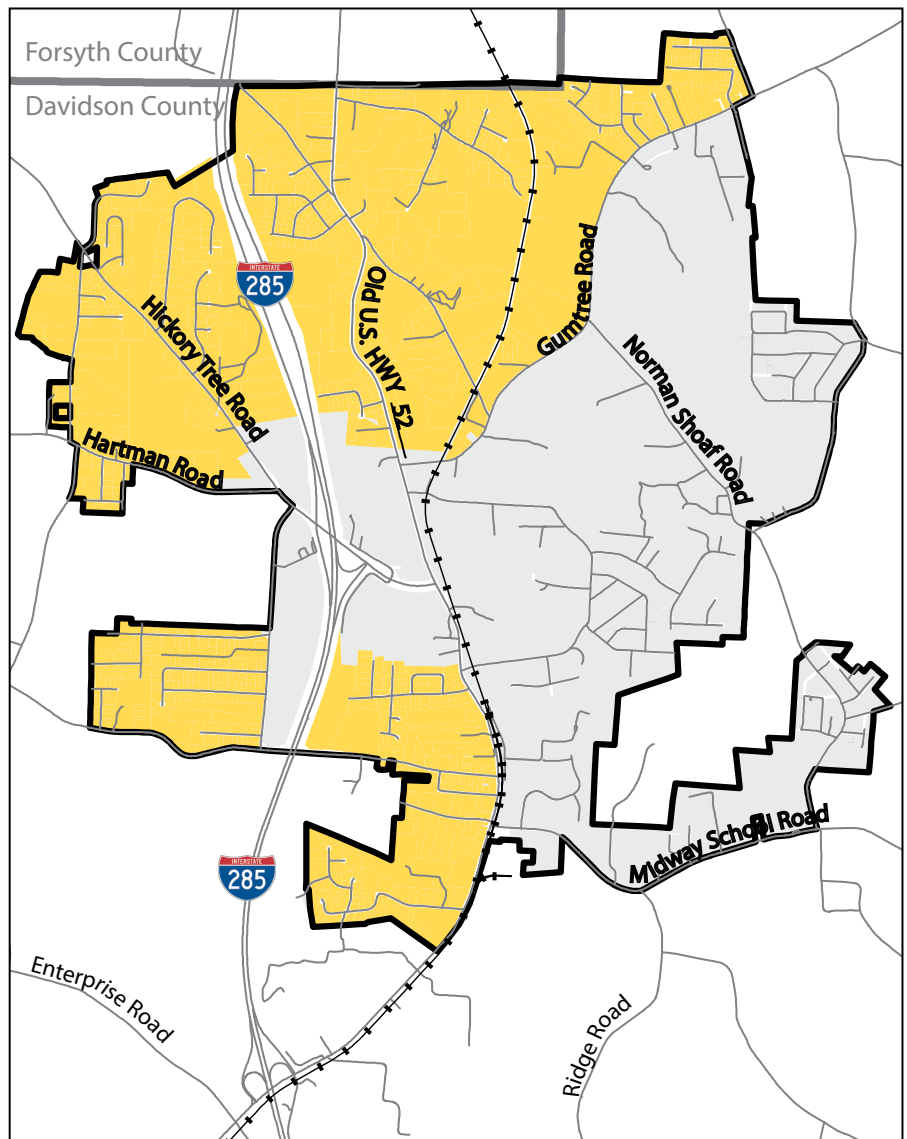 Forsyth County
Davidson County
INTERSTATE
285
Old U.S. HWY 52
Gumtree Road
Hickory Tree Road
Norman Shoaf Road
Hartman Road
Midway School Road
INTERSTATE
285
Enterprise Road
Ridge Road